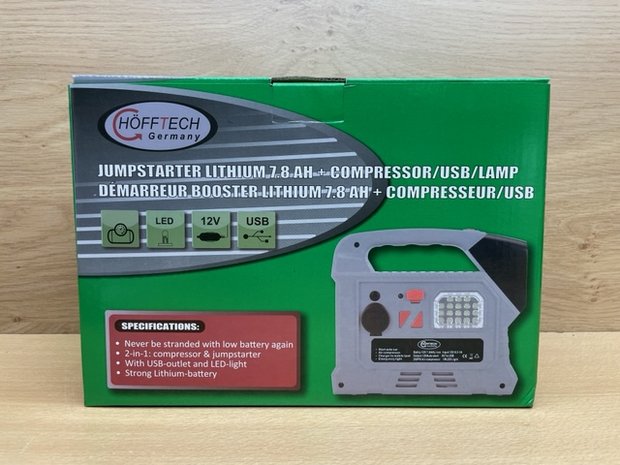 HÖFFTECH
Germany
JUMPSTARTER LITHIUM 7.8 AH + COMPRESSOR/USB/LAMP
DÉMARREUR BOOSTER LITHIUM 7.8 AH + COMPRESSEUR/USB
LED 12V USB
SPECIFICATIONS:
• Never be stranded with low battery again
• 2-in-1: compressor & jumpstarter
• With USB-outlet and LED-light
• Strong Lithium-battery
HÖFFTECH